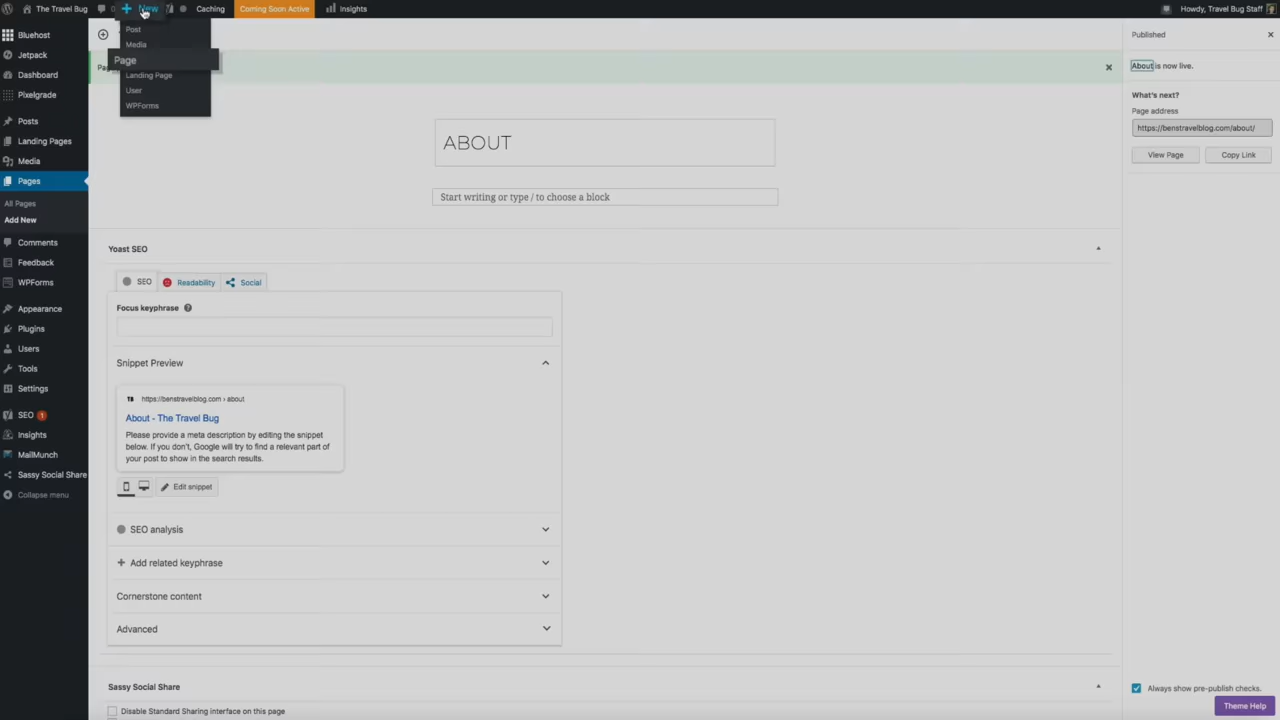 The Travel Bug
0
New
Caching
Coming Soon Active
Insights
Howdy, Travel Bug Staff
Post
Media
Page
Landing Page
User
WPForms
Bluehost
Jetpack
Dashboard
Pixelgrade
Posts
Landing Pages
Media
Pages
All Pages
Add New
Comments
Feedback
WPForms
Appearance
Plugins
Users
Tools
Settings
SEO 1
Insights
MailMunch
Sassy Social Share
Collapse menu
ABOUT
Start writing or type / to choose a block
Yoast SEO
SEO
Readability
Social
Focus keyphrase
Snippet Preview
TB https://benstravelblog.com › about
About - The Travel Bug
Please provide a meta description by editing the snippet
below. If you don't, Google will try to find a relevant part of
your post to show in the search results.
Edit snippet
SEO analysis
Add related keyphrase
Cornerstone content
Advanced
Sassy Social Share
Disable Standard Sharing interface on this page
Published
About is now live.
What's next?
Page address
https://benstravelblog.com/about/
View Page
Copy Link
Always show pre-publish checks.
Theme Help